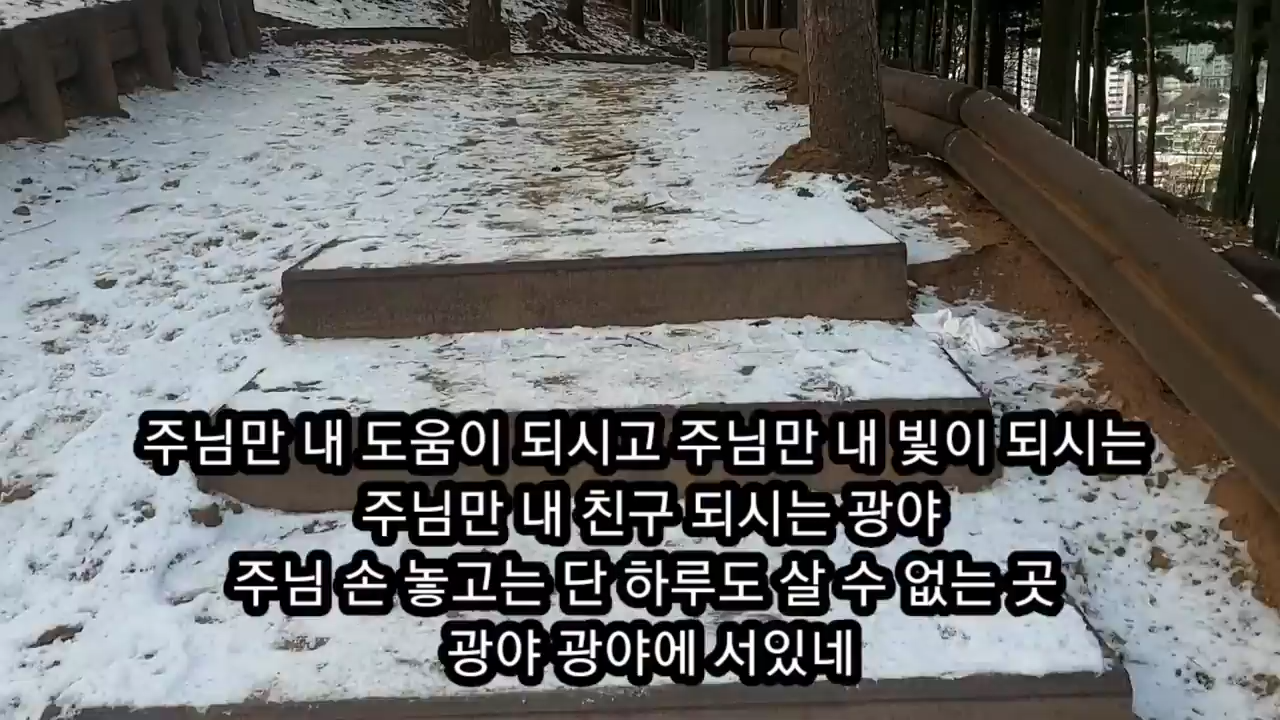 주님만 내 도움이 되시고 주님만 내 빛이 되시는
주님만 내 친구 되시는 광야
주님 손 놓고는 단 하루도 살 수 없는 곳
광야 광야에 서있네